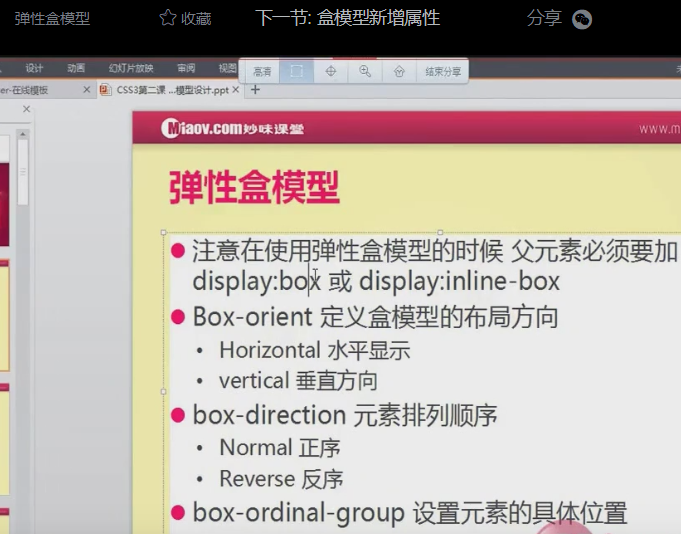 弹性盒模型
收藏
下一节: 盒模型新增属性
分享
设计
动画
幻灯片放映
审阅
视图
高清
结束分享
er-在线模板
CSS3第二课 ...模型设计.ppt
Miaov.com妙味课堂
www.m
弹性盒模型
注意在使用弹性盒模型的时候 父元素必须要加
display:box 或 display:inline-box
Box-orient 定义盒模型的布局方向
Horizontal 水平显示
vertical 垂直方向
box-direction 元素排列顺序
Normal 正序
Reverse 反序
box-ordinal-group 设置元素的具体位置